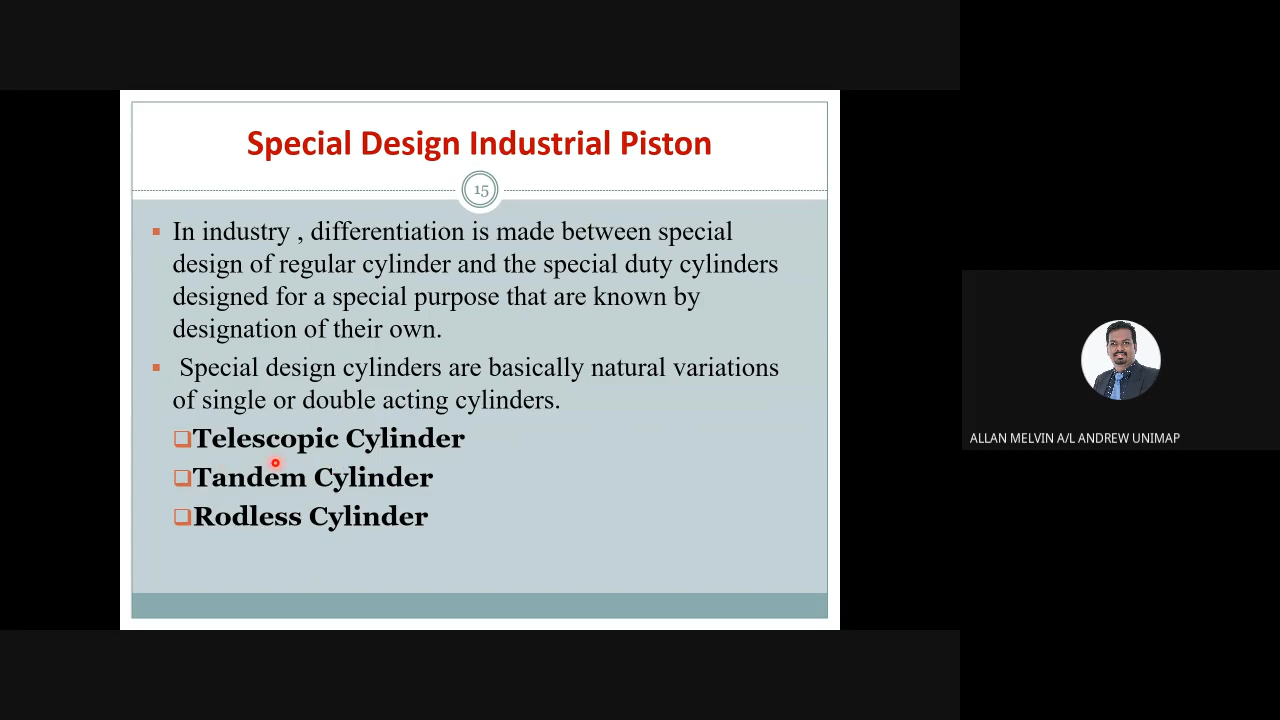 Special Design Industrial Piston
15
In industry , differentiation is made between special
design of regular cylinder and the special duty cylinders
designed for a special purpose that are known by
designation of their own.
Special design cylinders are basically natural variations
of single or double acting cylinders.
Telescopic Cylinder
Tandem Cylinder
Rodless Cylinder
ALLAN MELVIN A/L ANDREW UNIMAP